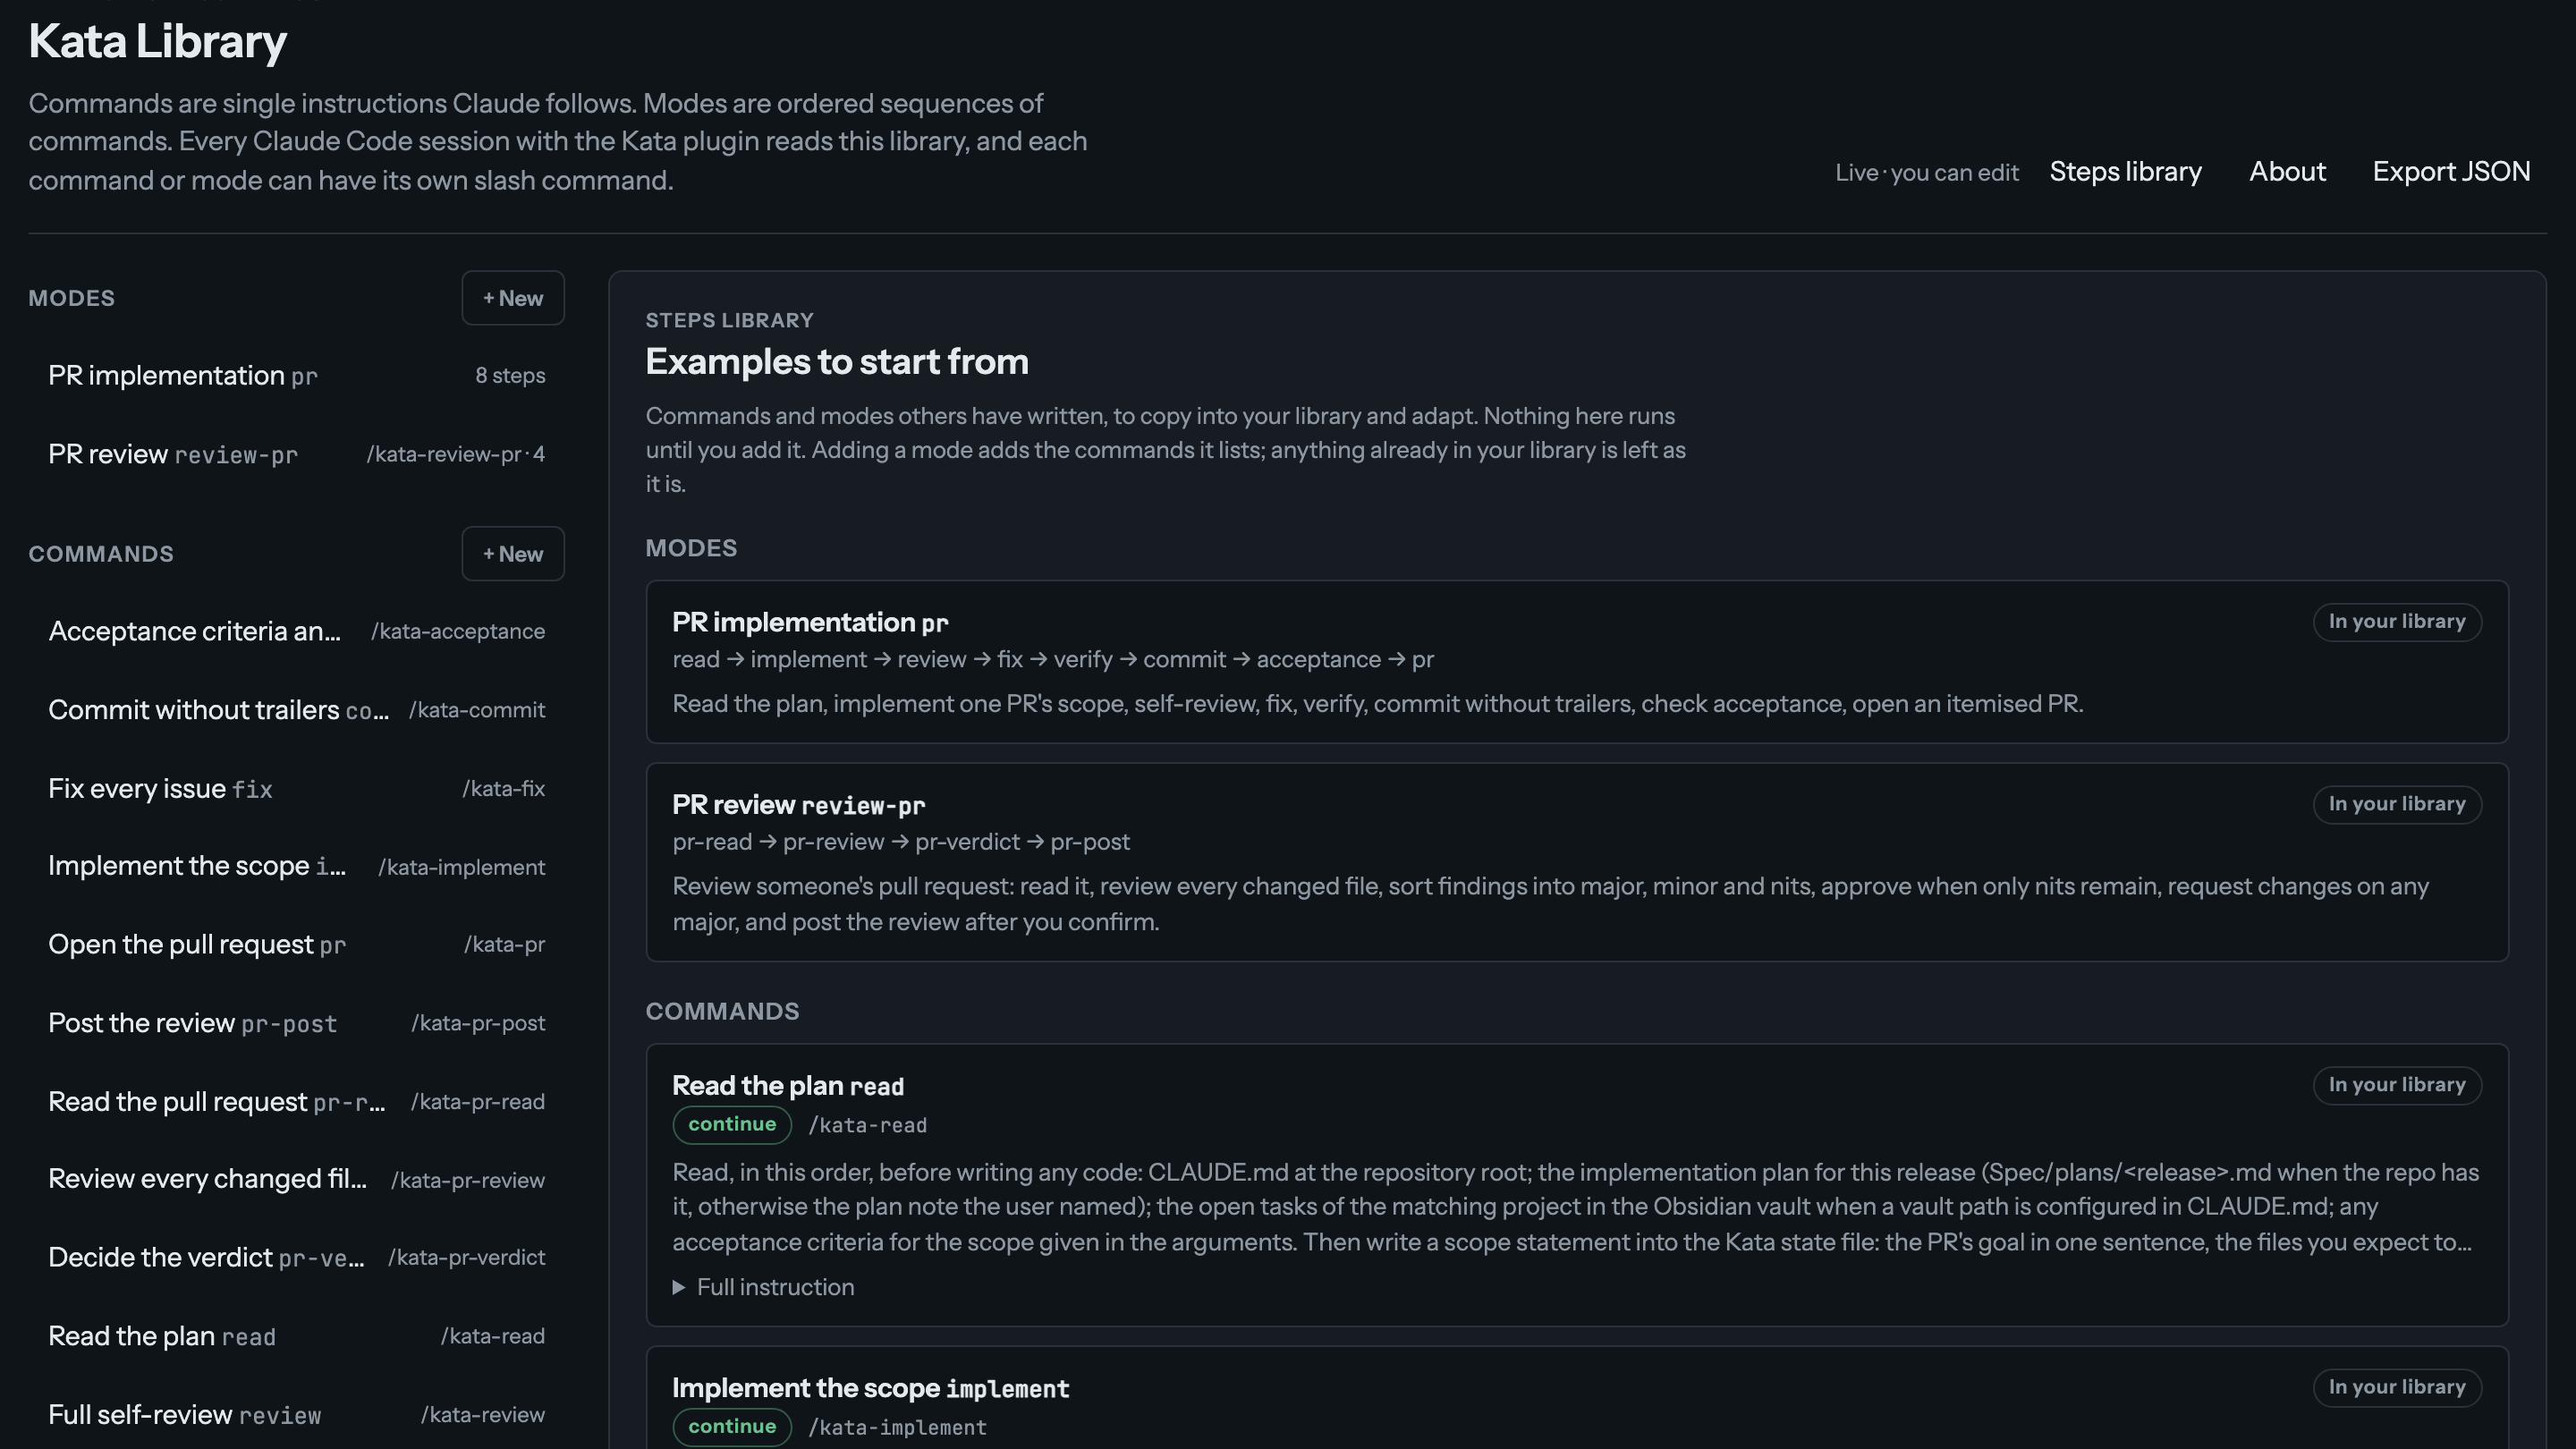 Kata Library
Commands are single instructions Claude follows. Modes are ordered sequences of
commands. Every Claude Code session with the Kata plugin reads this library, and each
command or mode can have its own slash command.
Live · you can edit Steps library About Export JSON
MODES + New
PR implementation pr 8 steps
PR review review-pr /kata-review-pr · 4
COMMANDS + New
Acceptance criteria an... /kata-acceptance
Commit without trailers co... /kata-commit
Fix every issue fix /kata-fix
Implement the scope i... /kata-implement
Open the pull request pr /kata-pr
Post the review pr-post /kata-pr-post
Read the pull request pr-r... /kata-pr-read
Review every changed fil... /kata-pr-review
Decide the verdict pr-ve... /kata-pr-verdict
Read the plan read /kata-read
Full self-review review /kata-review
STEPS LIBRARY
Examples to start from
Commands and modes others have written, to copy into your library and adapt. Nothing here runs
until you add it. Adding a mode adds the commands it lists; anything already in your library is left as
it is.
MODES
PR implementation pr In your library
read → implement → review → fix → verify → commit → acceptance → pr
Read the plan, implement one PR's scope, self-review, fix, verify, commit without trailers, check acceptance, open an itemised PR.
PR review review-pr In your library
pr-read → pr-review → pr-verdict → pr-post
Review someone's pull request: read it, review every changed file, sort findings into major, minor and nits, approve when only nits remain, request changes on any
major, and post the review after you confirm.
COMMANDS
Read the plan read In your library
continue /kata-read
Read, in this order, before writing any code: CLAUDE.md at the repository root; the implementation plan for this release (Spec/plans/<release>.md when the repo has
it, otherwise the plan note the user named); the open tasks of the matching project in the Obsidian vault when a vault path is configured in CLAUDE.md; any
acceptance criteria for the scope given in the arguments. Then write a scope statement into the Kata state file: the PR's goal in one sentence, the files you expect to...
▶ Full instruction
Implement the scope implement In your library
continue /kata-implement